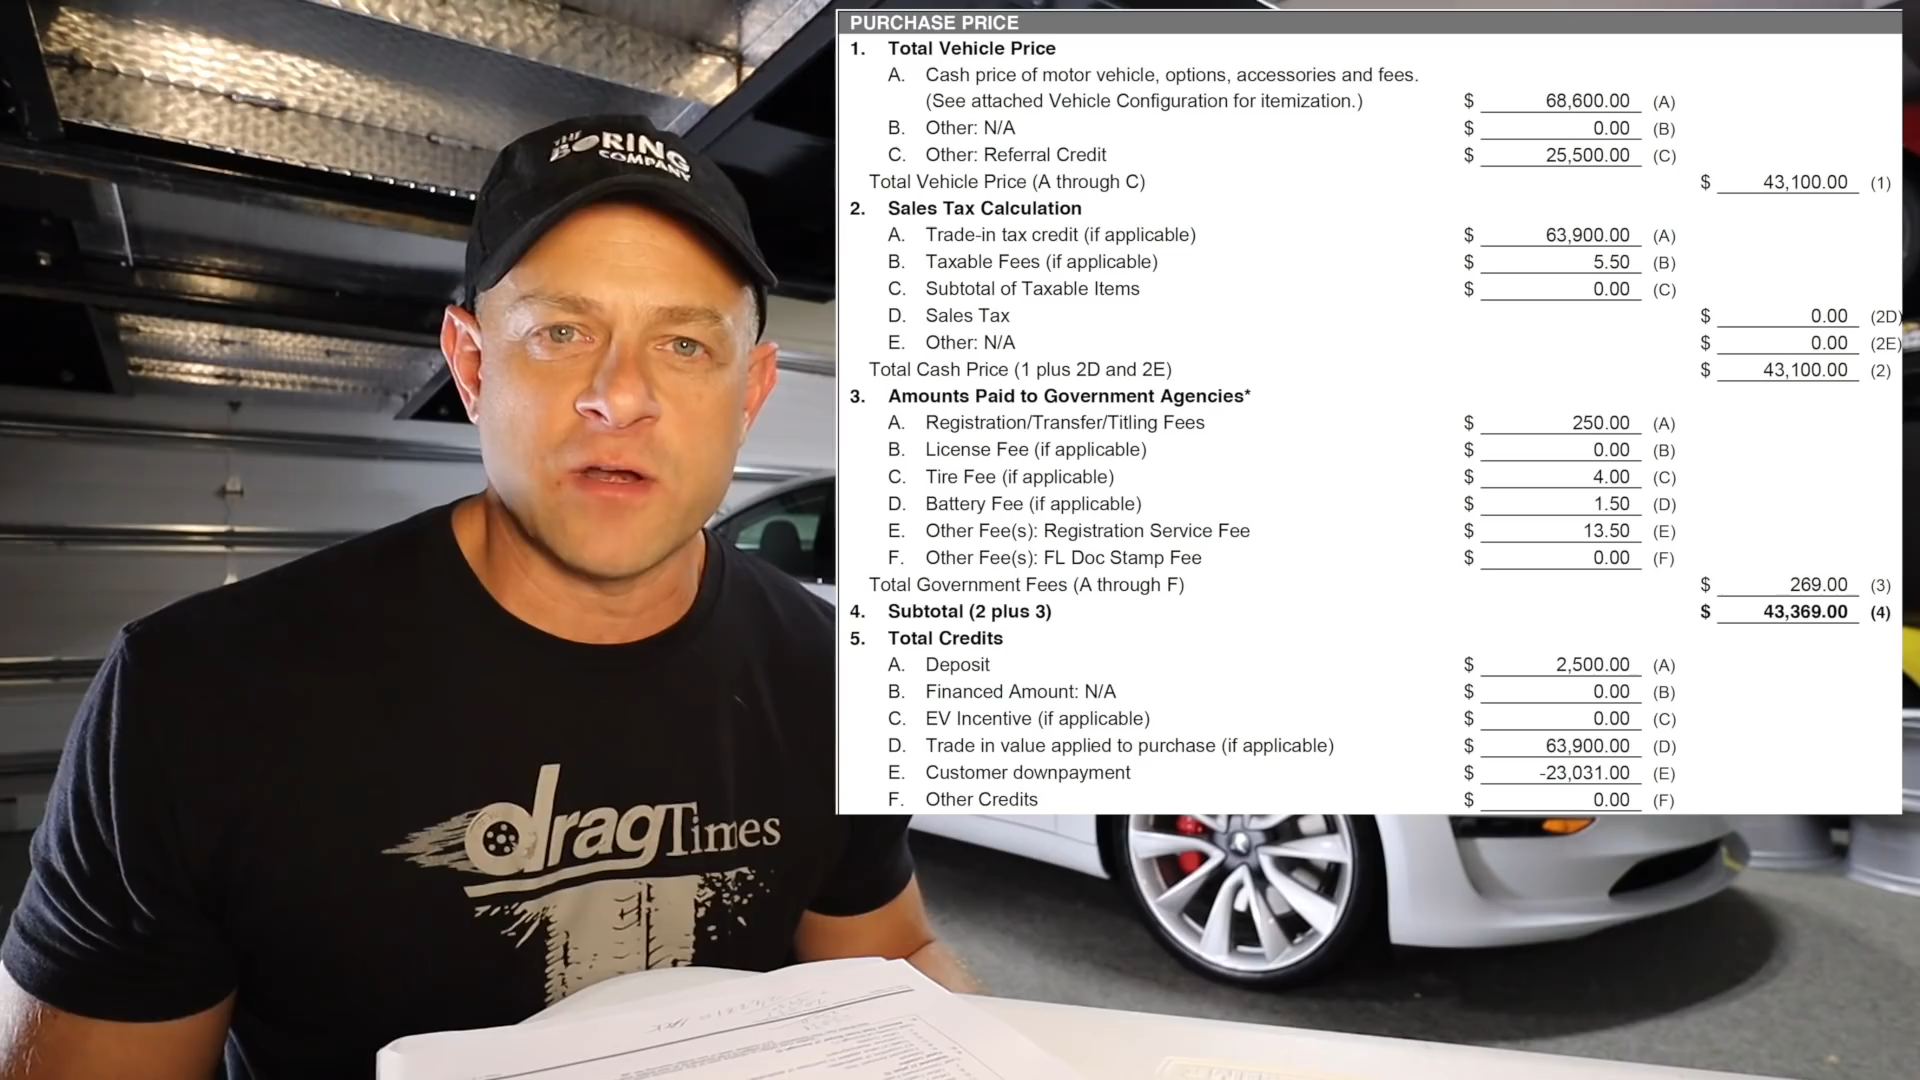 PURCHASE PRICE
1. Total Vehicle Price
A. Cash price of motor vehicle, options, accessories and fees.
(See attached Vehicle Configuration for itemization.) $ 68,600.00 (A)
B. Other: N/A $ 0.00 (B)
C. Other: Referral Credit $ 25,500.00 (C)
Total Vehicle Price (A through C) $ 43,100.00 (1)
2. Sales Tax Calculation
A. Trade-in tax credit (if applicable) $ 63,900.00 (A)
B. Taxable Fees (if applicable) $ 5.50 (B)
C. Subtotal of Taxable Items $ 0.00 (C)
D. Sales Tax $ 0.00 (2D)
E. Other: N/A $ 0.00 (2E)
Total Cash Price (1 plus 2D and 2E) $ 43,100.00 (2)
3. Amounts Paid to Government Agencies*
A. Registration/Transfer/Titling Fees $ 250.00 (A)
B. License Fee (if applicable) $ 0.00 (B)
C. Tire Fee (if applicable) $ 4.00 (C)
D. Battery Fee (if applicable) $ 1.50 (D)
E. Other Fee(s): Registration Service Fee $ 13.50 (E)
F. Other Fee(s): FL Doc Stamp Fee $ 0.00 (F)
Total Government Fees (A through F) $ 269.00 (3)
4. Subtotal (2 plus 3) $ 43,369.00 (4)
5. Total Credits
A. Deposit $ 2,500.00 (A)
B. Financed Amount: N/A $ 0.00 (B)
C. EV Incentive (if applicable) $ 0.00 (C)
D. Trade in value applied to purchase (if applicable) $ 63,900.00 (D)
E. Customer downpayment $ -23,031.00 (E)
F. Other Credits $ 0.00 (F)
THE
BORING
COMPANY
dragTimes